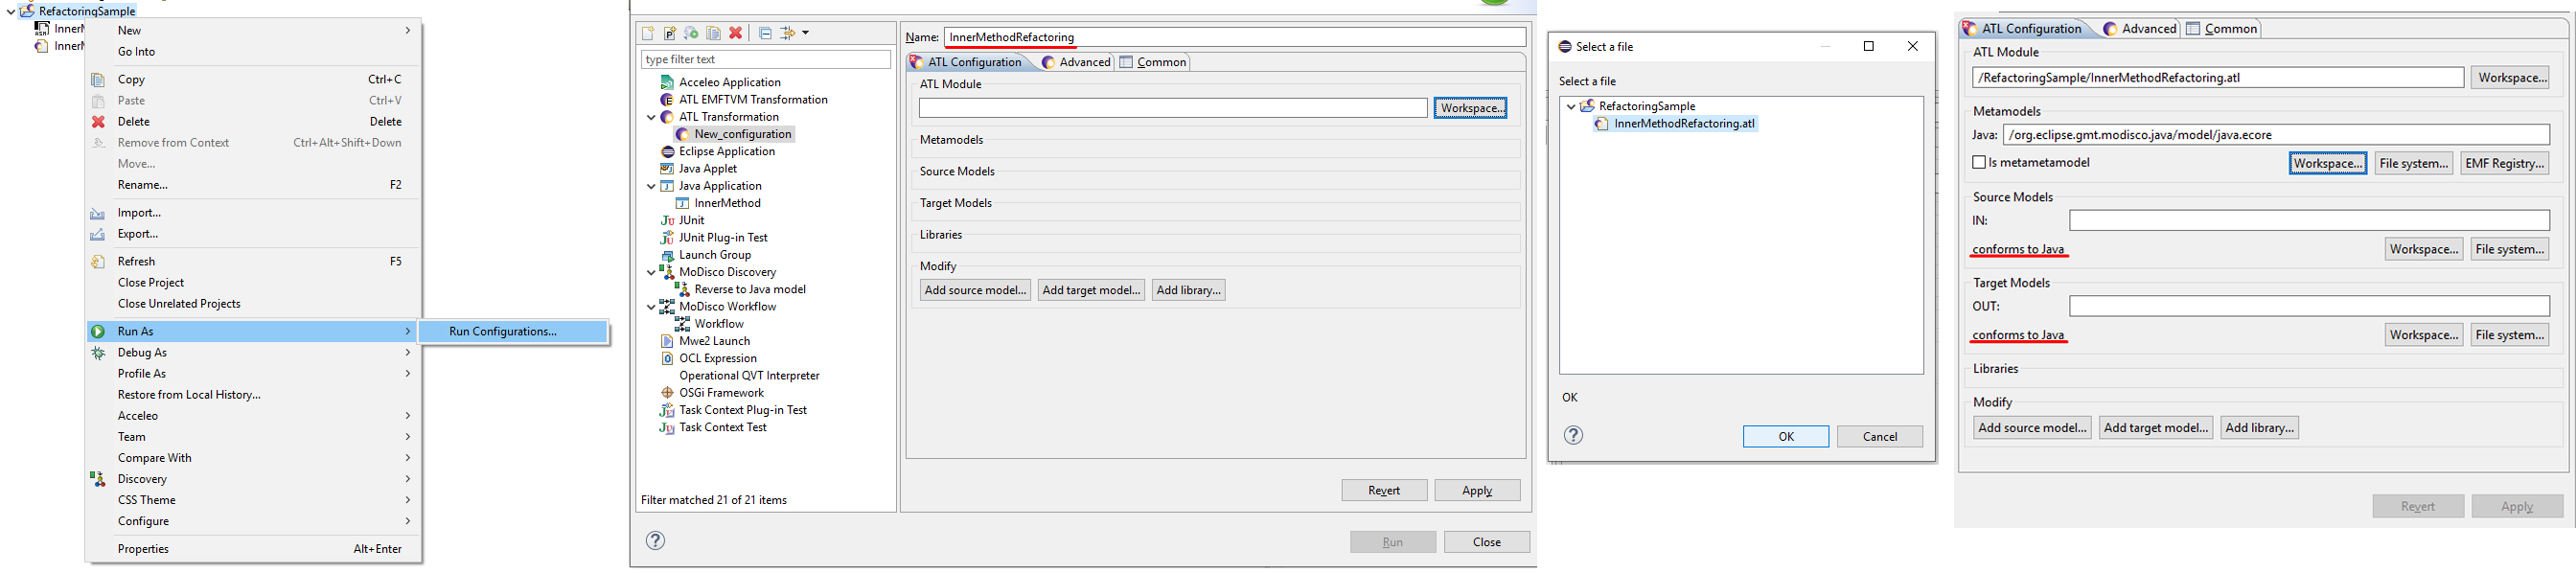 RefactoringSample
InnerM
InnerM
New
Go Into
Copy Ctrl+C
Paste Ctrl+V
Delete Delete
Remove from Context Ctrl+Alt+Shift+Down
Move...
Rename... F2
Import...
Export...
Refresh F5
Close Project
Close Unrelated Projects
Run As
Debug As
Profile As
Restore from Local History...
Acceleo
Team
Compare With
Discovery
CSS Theme
Configure
Properties Alt+Enter
Run Configurations...
type filter text
Acceleo Application
ATL EMFTVM Transformation
ATL Transformation
New_configuration
Eclipse Application
Java Applet
Java Application
InnerMethod
JUnit
JUnit Plug-in Test
Launch Group
MoDisco Discovery
Reverse to Java model
MoDisco Workflow
Workflow
Mwe2 Launch
OCL Expression
Operational QVT Interpreter
OSGi Framework
Task Context Plug-in Test
Task Context Test
Filter matched 21 of 21 items
Name: InnerMethodRefactoring
ATL Configuration Advanced Common
ATL Module
Workspace...
Metamodels
Source Models
Target Models
Libraries
Modify
Add source model... Add target model... Add library...
Revert Apply
Run Close
Select a file
Select a file
RefactoringSample
InnerMethodRefactoring.atl
OK
OK Cancel
ATL Configuration Advanced Common
ATL Module
/RefactoringSample/InnerMethodRefactoring.atl Workspace...
Metamodels
Java: /org.eclipse.gmt.modisco.java/model/java.ecore
Is metametamodel Workspace... File system... EMF Registry...
Source Models
IN:
conforms to Java Workspace... File system...
Target Models
OUT:
conforms to Java Workspace... File system...
Libraries
Modify
Add source model... Add target model... Add library...
Revert Apply